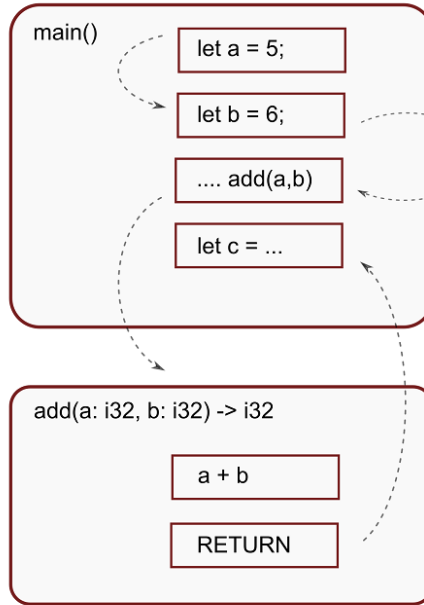 main()
let a = 5;
let b = 6;
.... add(a,b)
let c = ...
add(a: i32, b: i32) -> i32
a + b
RETURN